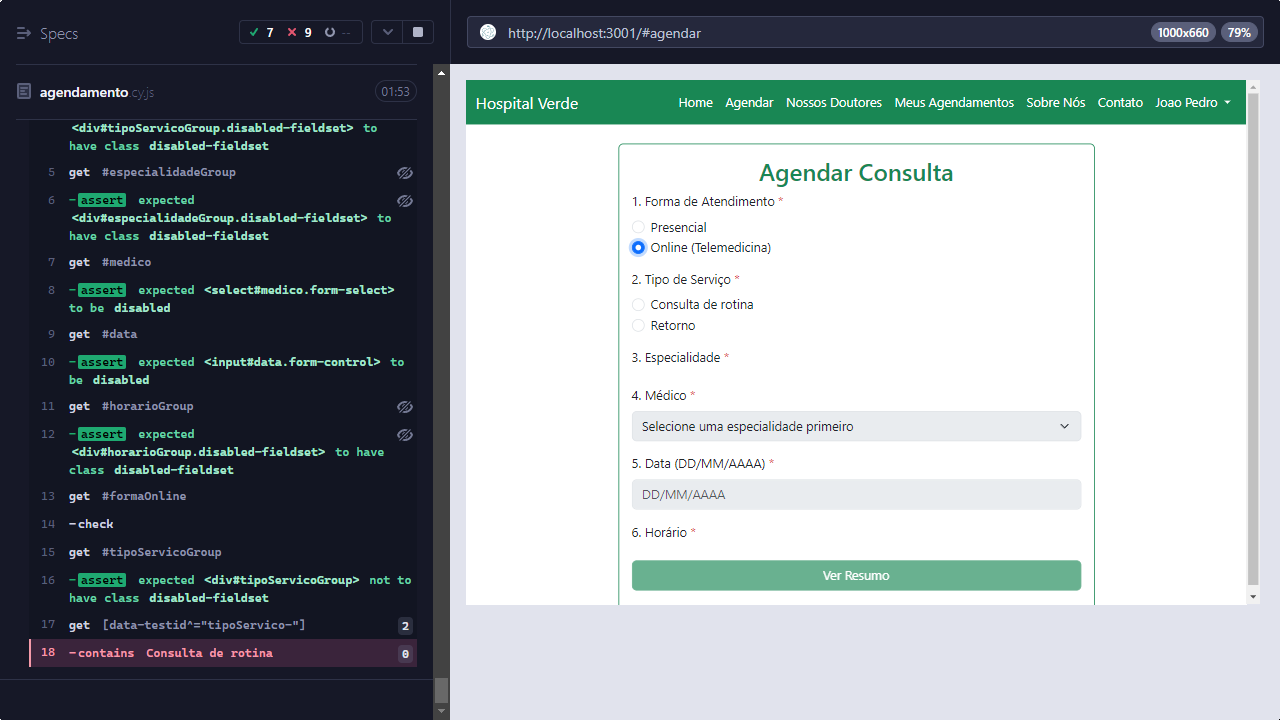 Specs
7 9 --
agendamento.cy.js
01:53
<div#tipoServicoGroup.disabled-fieldset> to
have class disabled-fieldset
5 get #especialidadeGroup
6 -assert expected
<div#especialidadeGroup.disabled-fieldset> to
have class disabled-fieldset
7 get #medico
8 -assert expected <select#medico.form-select>
to be disabled
9 get #data
10 -assert expected <input#data.form-control> to
be disabled
11 get #horarioGroup
12 -assert expected
<div#horarioGroup.disabled-fieldset> to have
class disabled-fieldset
13 get #formaOnline
14 -check
15 get #tipoServicoGroup
16 -assert expected <div#tipoServicoGroup> not to
have class disabled-fieldset
17 get [data-testid^="tipoServico-"] 2
18 -contains Consulta de rotina 0
http://localhost:3001/#agendar
1000x660 79%
Hospital Verde
Home Agendar Nossos Doutores Meus Agendamentos Sobre Nós Contato Joao Pedro
Agendar Consulta
1. Forma de Atendimento *
Presencial
Online (Telemedicina)
2. Tipo de Serviço *
Consulta de rotina
Retorno
3. Especialidade *
4. Médico *
Selecione uma especialidade primeiro
5. Data (DD/MM/AAAA) *
DD/MM/AAAA
6. Horário *
Ver Resumo